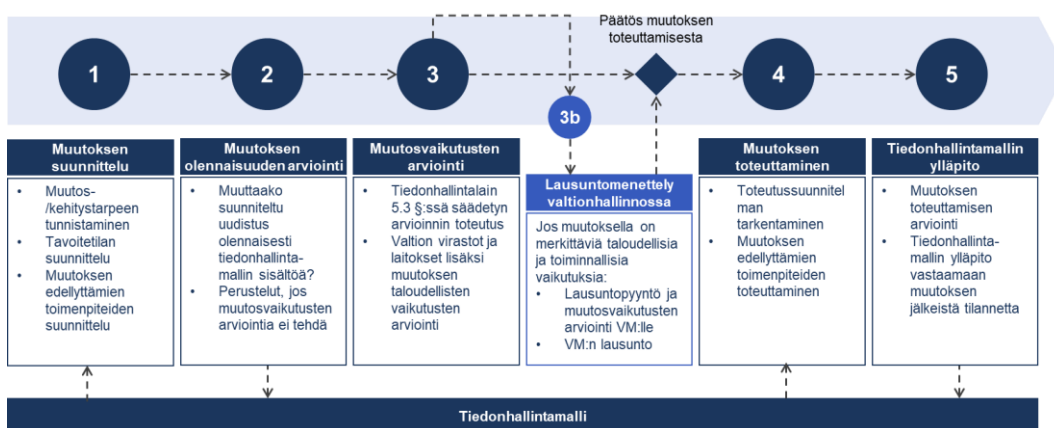 Päätös muutoksen
toteuttamisesta
1
2
3
3b
4
5
Muutoksen
suunnittelu
• Muutos-
/kehitystarpeen
tunnistaminen
• Tavoitetilan
suunnittelu
• Muutoksen
edellyttämien
toimenpiteiden
suunnittelu
Muutoksen
olennaisuuden arviointi
• Muuttaako
suunniteltu
uudistus
olennaisesti
tiedonhallinta-
mallin sisältöä?
• Perustelut, jos
muutosvaikutusten
arviointia ei tehdä
Muutosvaikutusten
arviointi
• Tiedonhallintalain
5.3 §:ssä säädetyn
arvioinnin toteutus
• Valtion virastot ja
laitokset lisäksi
muutoksen
taloudellisten
vaikutusten
arviointi
Lausuntomenettely
valtionhallinnossa
Jos muutoksella on
merkittäviä taloudellisia
ja toiminnallisia
vaikutuksia:
• Lausuntopyyntö ja
muutosvaikutusten
arviointi VM:lle
• VM:n lausunto
Muutoksen
toteuttaminen
• Toteutussuunnitel
man
tarkentaminen
• Muutoksen
edellyttämien
toimenpiteiden
toteuttaminen
Tiedonhallintamallin
ylläpito
• Muutoksen
toteuttamisen
arviointi
• Tiedonhallinta-
mallin ylläpito
vastaamaan
muutoksen
jälkeistä tilannetta
Tiedonhallintamalli